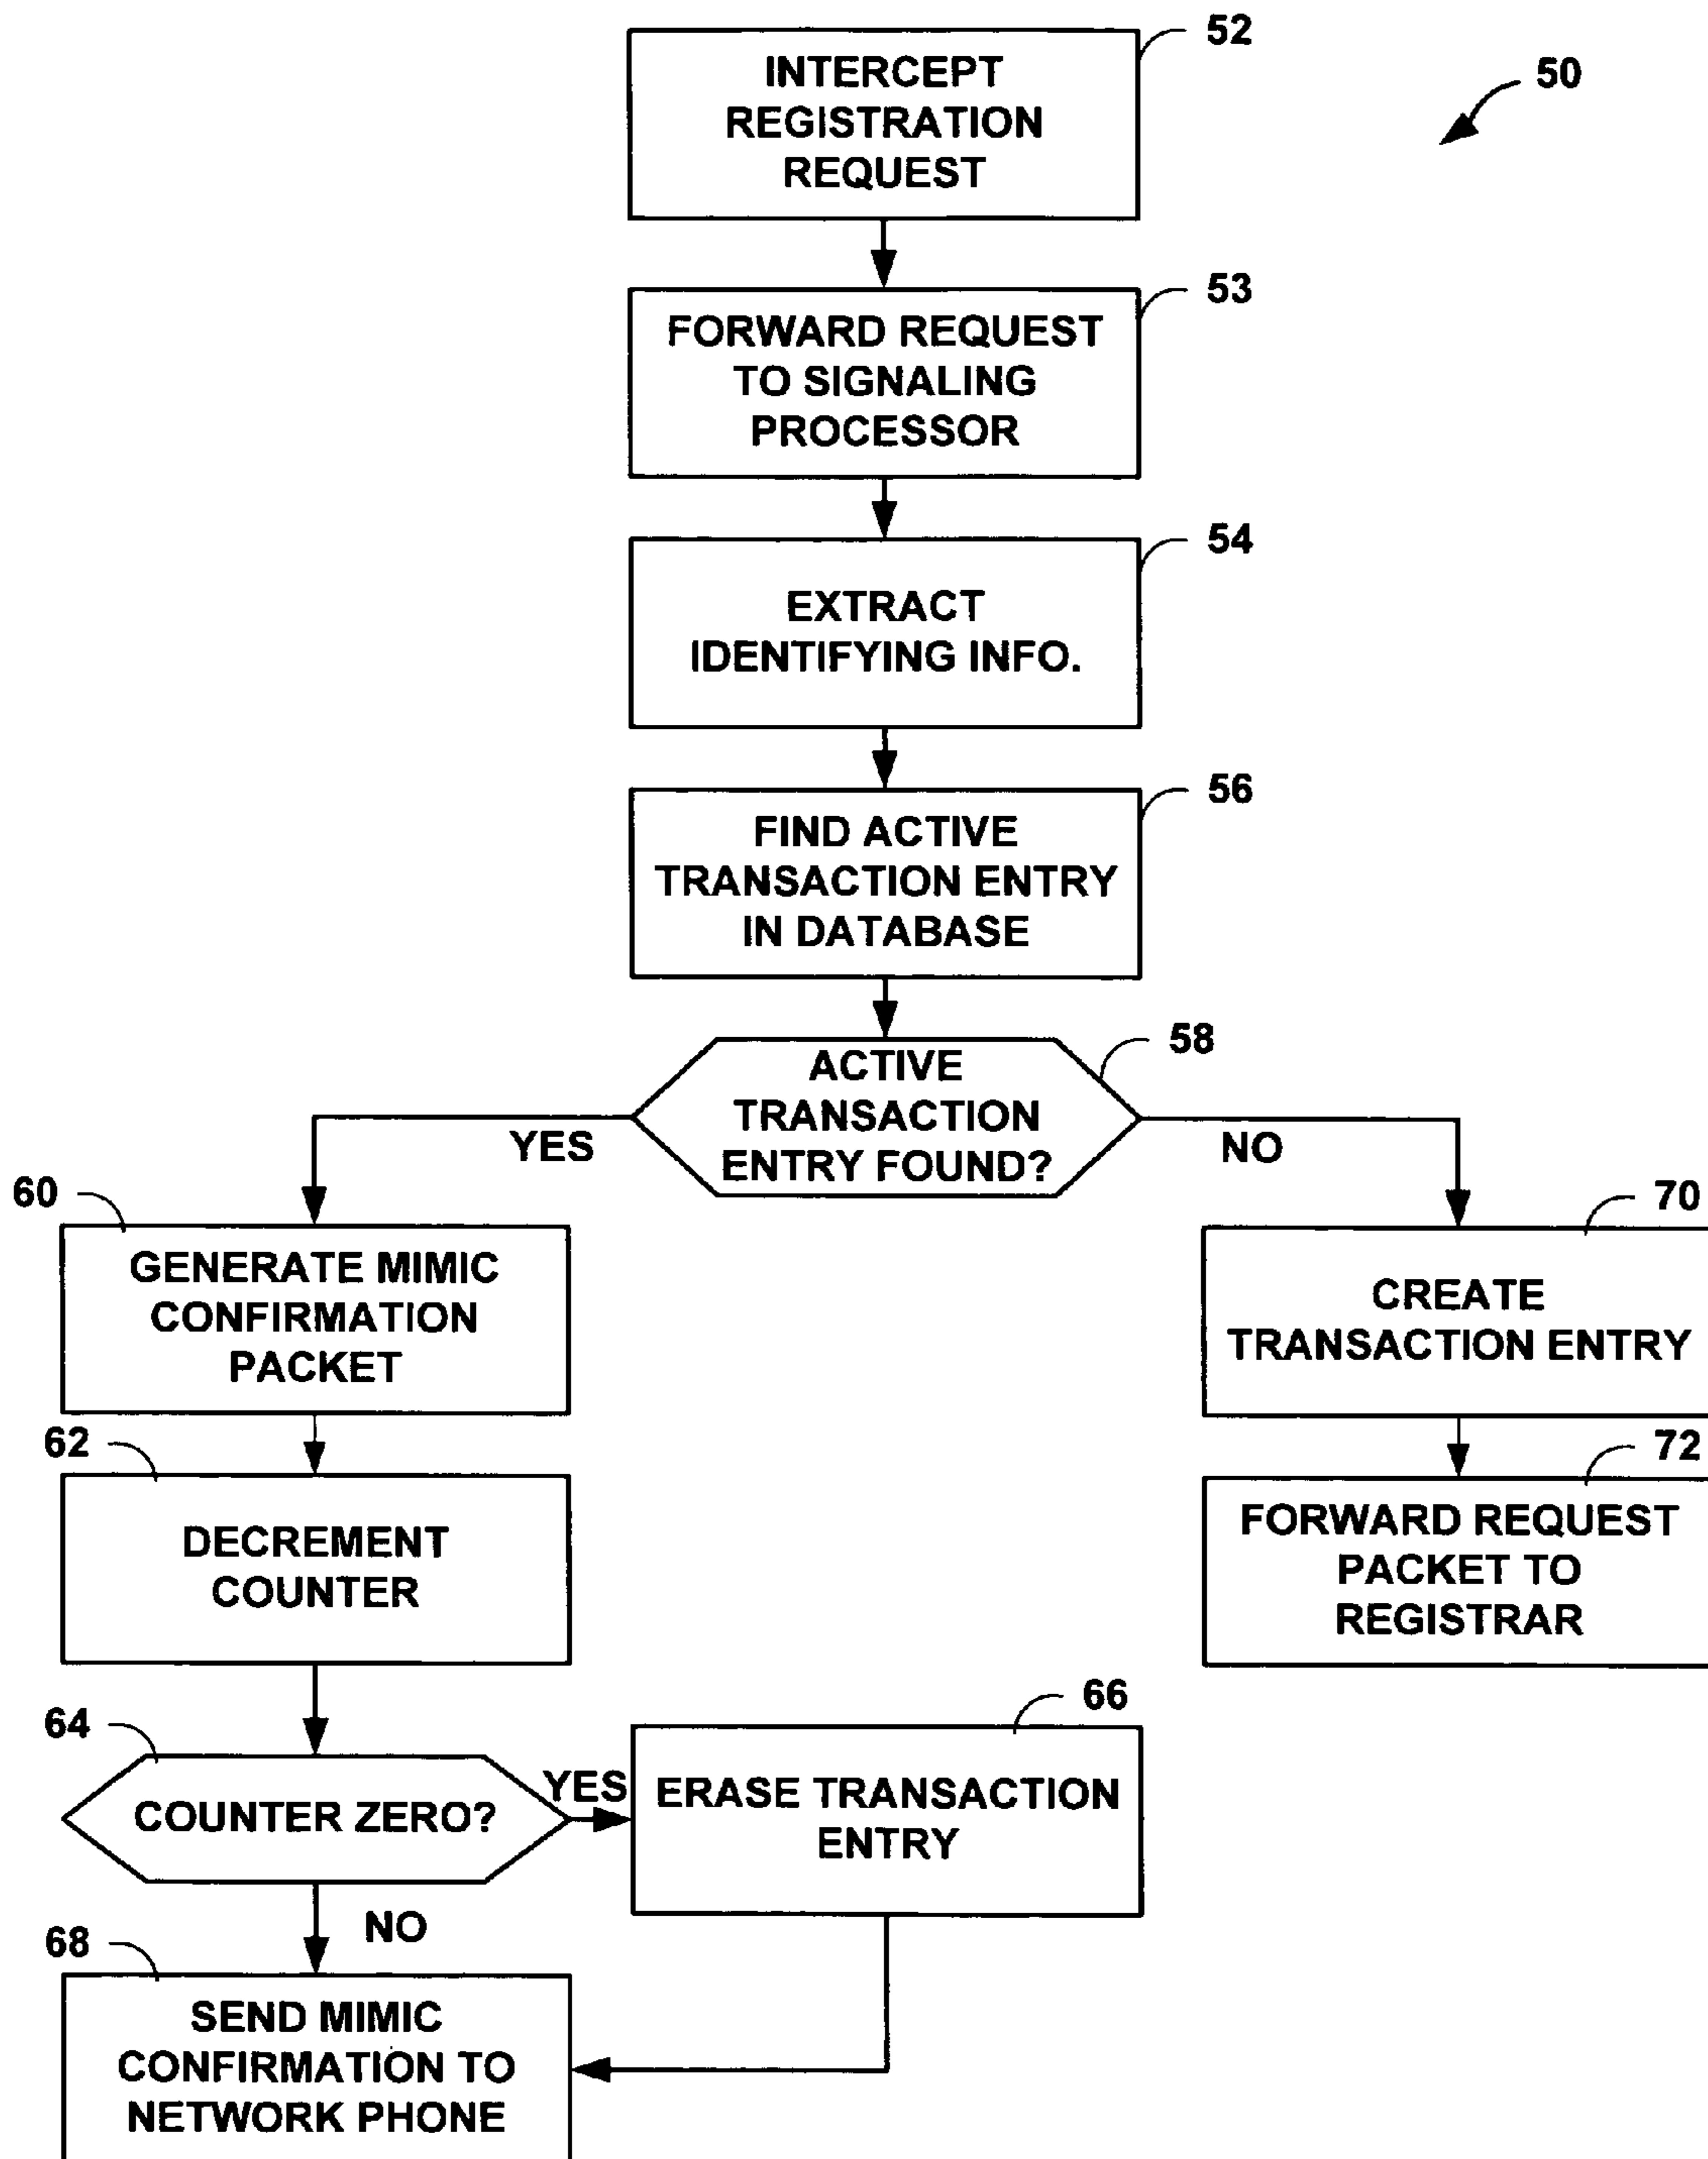 52
INTERCEPT
REGISTRATION
REQUEST
50
53
FORWARD REQUEST
TO SIGNALING
PROCESSOR
54
EXTRACT
IDENTIFYING INFO.
56
FIND ACTIVE
TRANSACTION ENTRY
IN DATABASE
58
ACTIVE
TRANSACTION
ENTRY FOUND?
YES
NO
60
GENERATE MIMIC
CONFIRMATION
PACKET
70
CREATE
TRANSACTION ENTRY
62
DECREMENT
COUNTER
72
FORWARD REQUEST
PACKET TO
REGISTRAR
64
COUNTER ZERO?
YES
66
ERASE TRANSACTION
ENTRY
NO
68
SEND MIMIC
CONFIRMATION TO
NETWORK PHONE